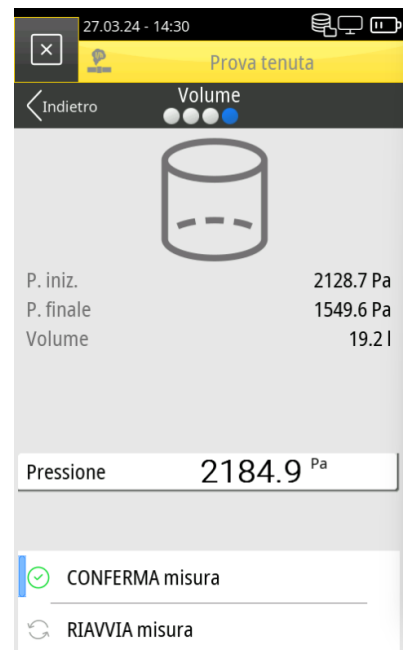 27.03.24 - 14:30
Prova tenuta
Indietro
Volume
P. iniz. 2128.7 Pa
P. finale 1549.6 Pa
Volume 19.2 l
Pressione 2184.9 Pa
CONFERMA misura
RIAVVIA misura